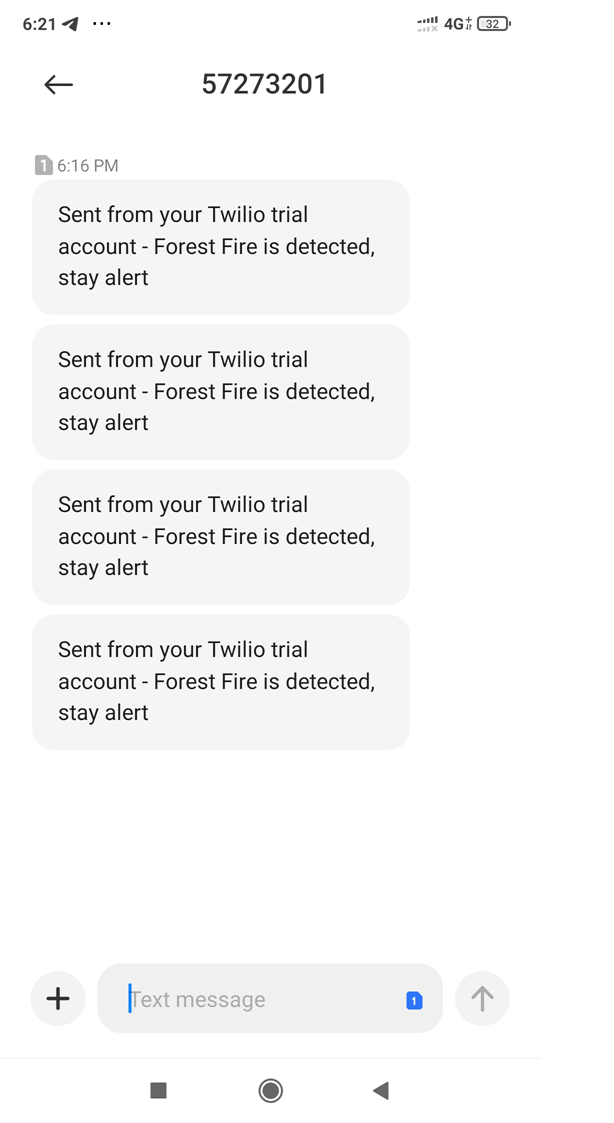 6:21 ... 4G+ 32
57273201
1 6:16 PM
Sent from your Twilio trial
account - Forest Fire is detected,
stay alert
Sent from your Twilio trial
account - Forest Fire is detected,
stay alert
Sent from your Twilio trial
account - Forest Fire is detected,
stay alert
Sent from your Twilio trial
account - Forest Fire is detected,
stay alert
Text message 1